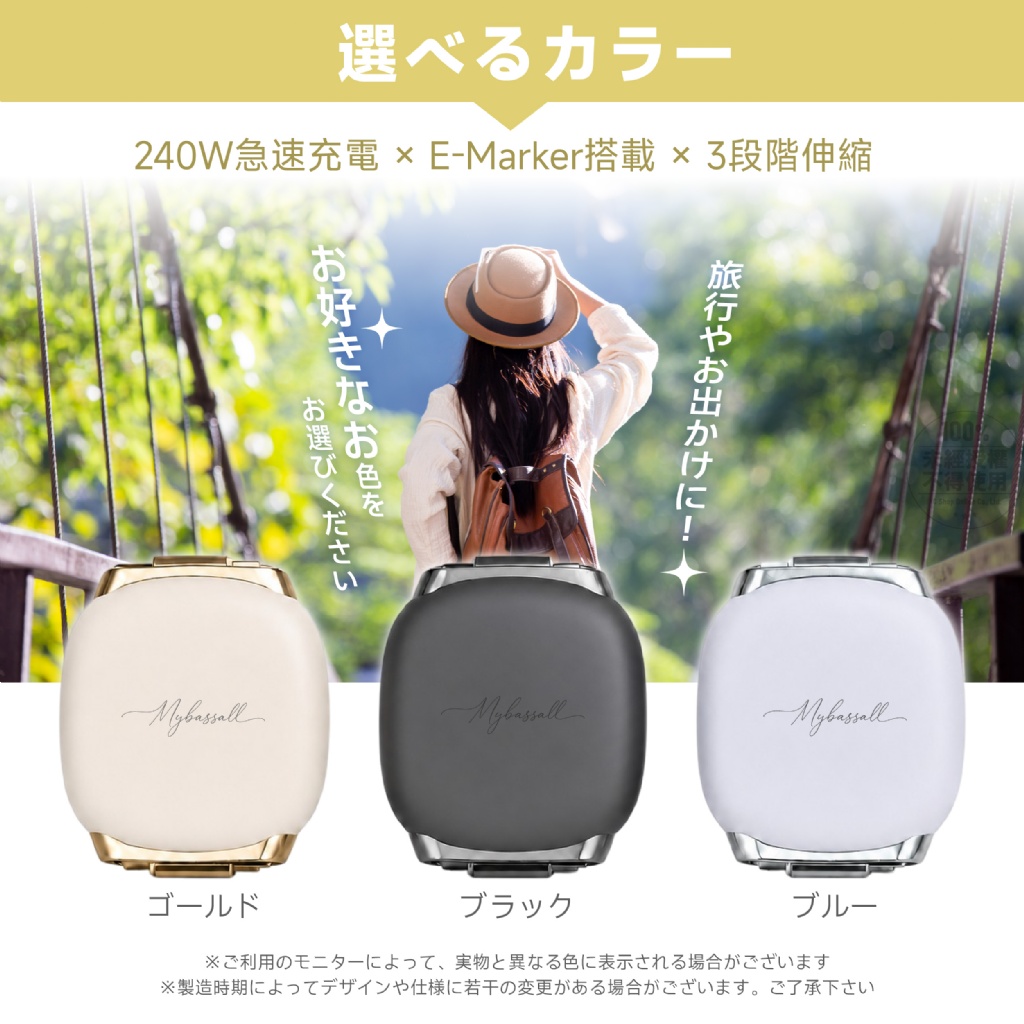 選べるカラー
240W急速充電 × E-Marker搭載 × 3段階伸縮
お好きなお色を
お選びください
旅行やお出かけに！
Mybassall
Mybassall
Mybassall
ゴールド
ブラック
ブルー
※ご利用のモニターによって、実物と異なる色に表示される場合がございます
※製造時期によってデザインや仕様に若干の変更がある場合がございます。ご了承下さい